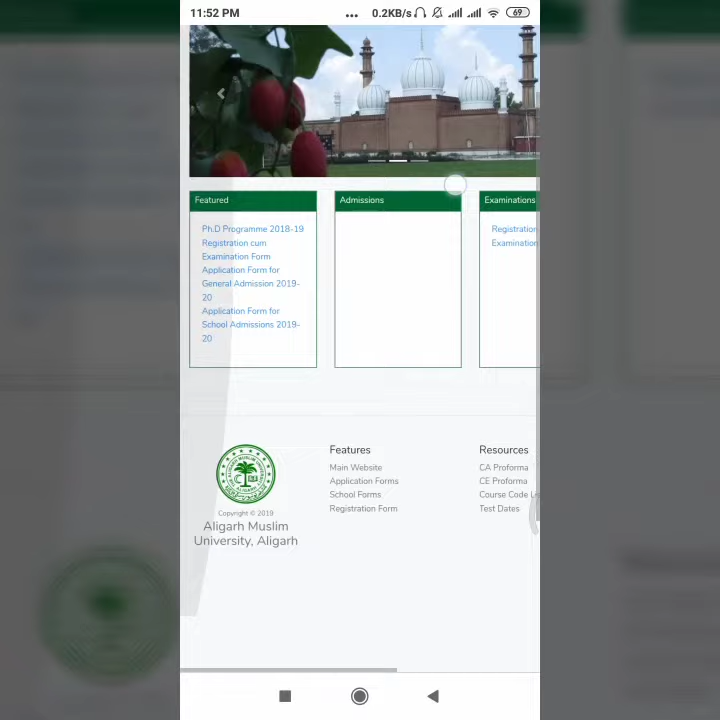 11:52 PM
... 0.2KB/s 69
Featured
Ph.D Programme 2018-19
Registration cum
Examination Form
Application Form for
General Admission 2019-
20
Application Form for
School Admissions 2019-
20
Admissions
Examinations
Registration
Examination
Copyright © 2019
Aligarh Muslim
University, Aligarh
Features
Main Website
Application Forms
School Forms
Registration Form
Resources
CA Proforma
CE Proforma
Course Code
Test Dates